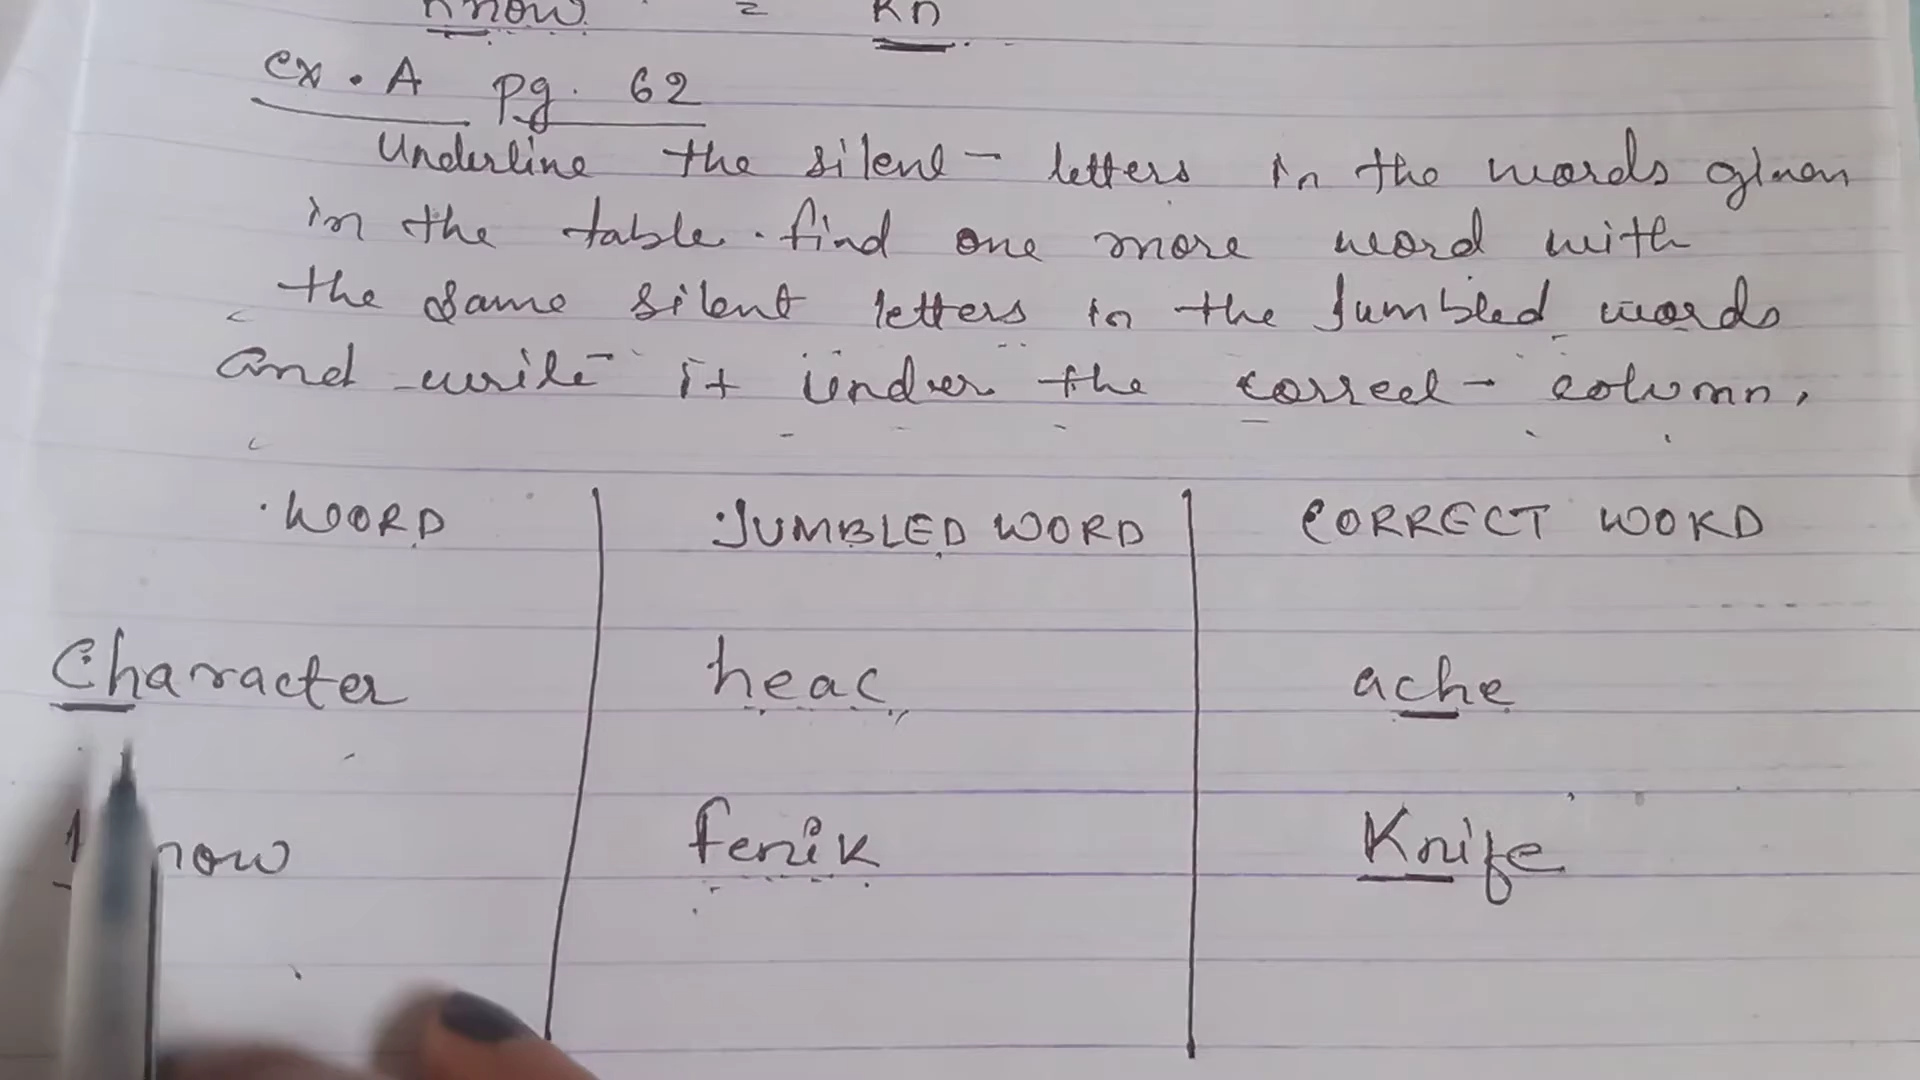 Know = Kn
ex. A pg. 62
Underline the silent letters in the words given
in the table. find one more word with
the same silent letters in the Jumbled words
and write it under the correct column.
WORD JUMBLED WORD CORRECT WORD
Character heac ache
now fenik Knife